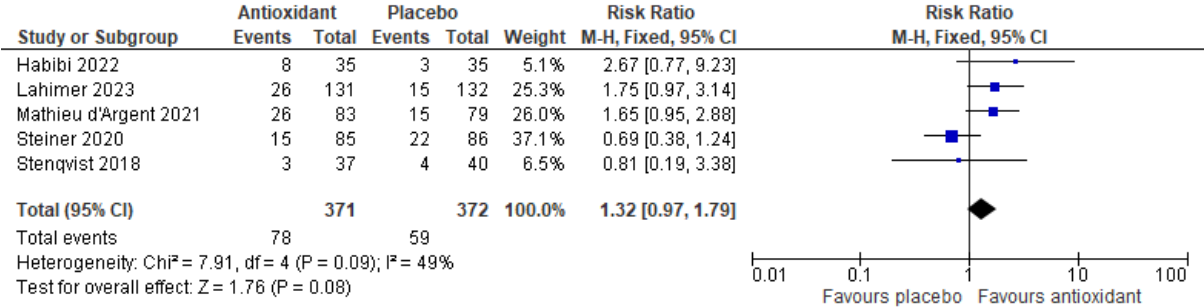 Antioxidant Placebo Risk Ratio Risk Ratio
Study or Subgroup Events Total Events Total Weight M-H, Fixed, 95% CI M-H, Fixed, 95% CI
Habibi 2022 8 35 3 35 5.1% 2.67 [0.77, 9.23]
Lahimer 2023 26 131 15 132 25.3% 1.75 [0.97, 3.14]
Mathieu d'Argent 2021 26 83 15 79 26.0% 1.65 [0.95, 2.88]
Steiner 2020 15 85 22 86 37.1% 0.69 [0.38, 1.24]
Stenqvist 2018 3 37 4 40 6.5% 0.81 [0.19, 3.38]
Total (95% CI) 371 372 100.0% 1.32 [0.97, 1.79]
Total events 78 59
Heterogeneity: Chi² = 7.91, df = 4 (P = 0.09); I² = 49%
Test for overall effect: Z = 1.76 (P = 0.08)
0.01 0.1 1 10 100
Favours placebo Favours antioxidant